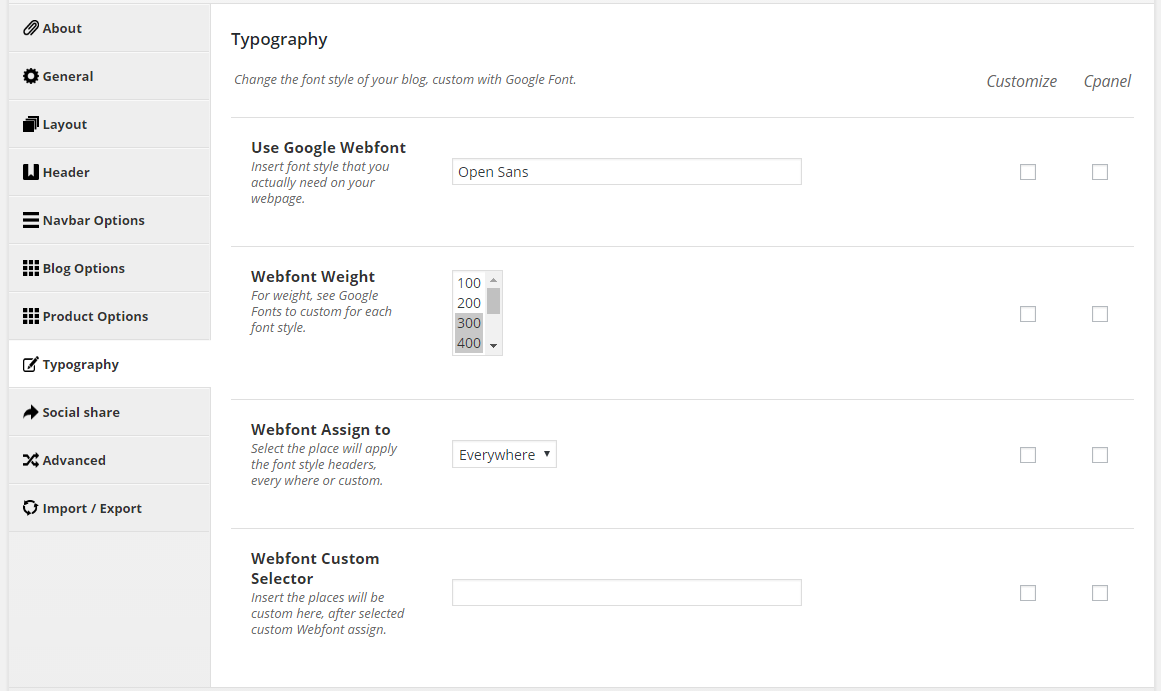 About
General
Layout
Header
Navbar Options
Blog Options
Product Options
Typography
Social share
Advanced
Import / Export
Typography
Change the font style of your blog, custom with Google Font.
Customize
Cpanel
Use Google Webfont
Insert font style that you
actually need on your
webpage.
Open Sans
Webfont Weight
For weight, see Google
Fonts to custom for each
font style.
100
200
300
400
Webfont Assign to
Select the place will apply
the font style headers,
every where or custom.
Everywhere
Webfont Custom
Selector
Insert the places will be
custom here, after selected
custom Webfont assign.